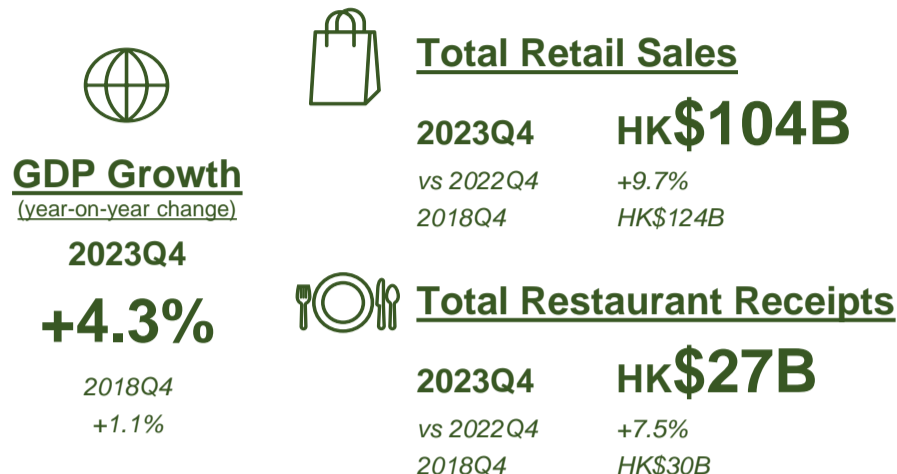 GDP Growth
(year-on-year change)
2023Q4
+4.3%
2018Q4
+1.1%
Total Retail Sales
2023Q4 HK$104B
vs 2022Q4 +9.7%
2018Q4 HK$124B
Total Restaurant Receipts
2023Q4 HK$27B
vs 2022Q4 +7.5%
2018Q4 HK$30B